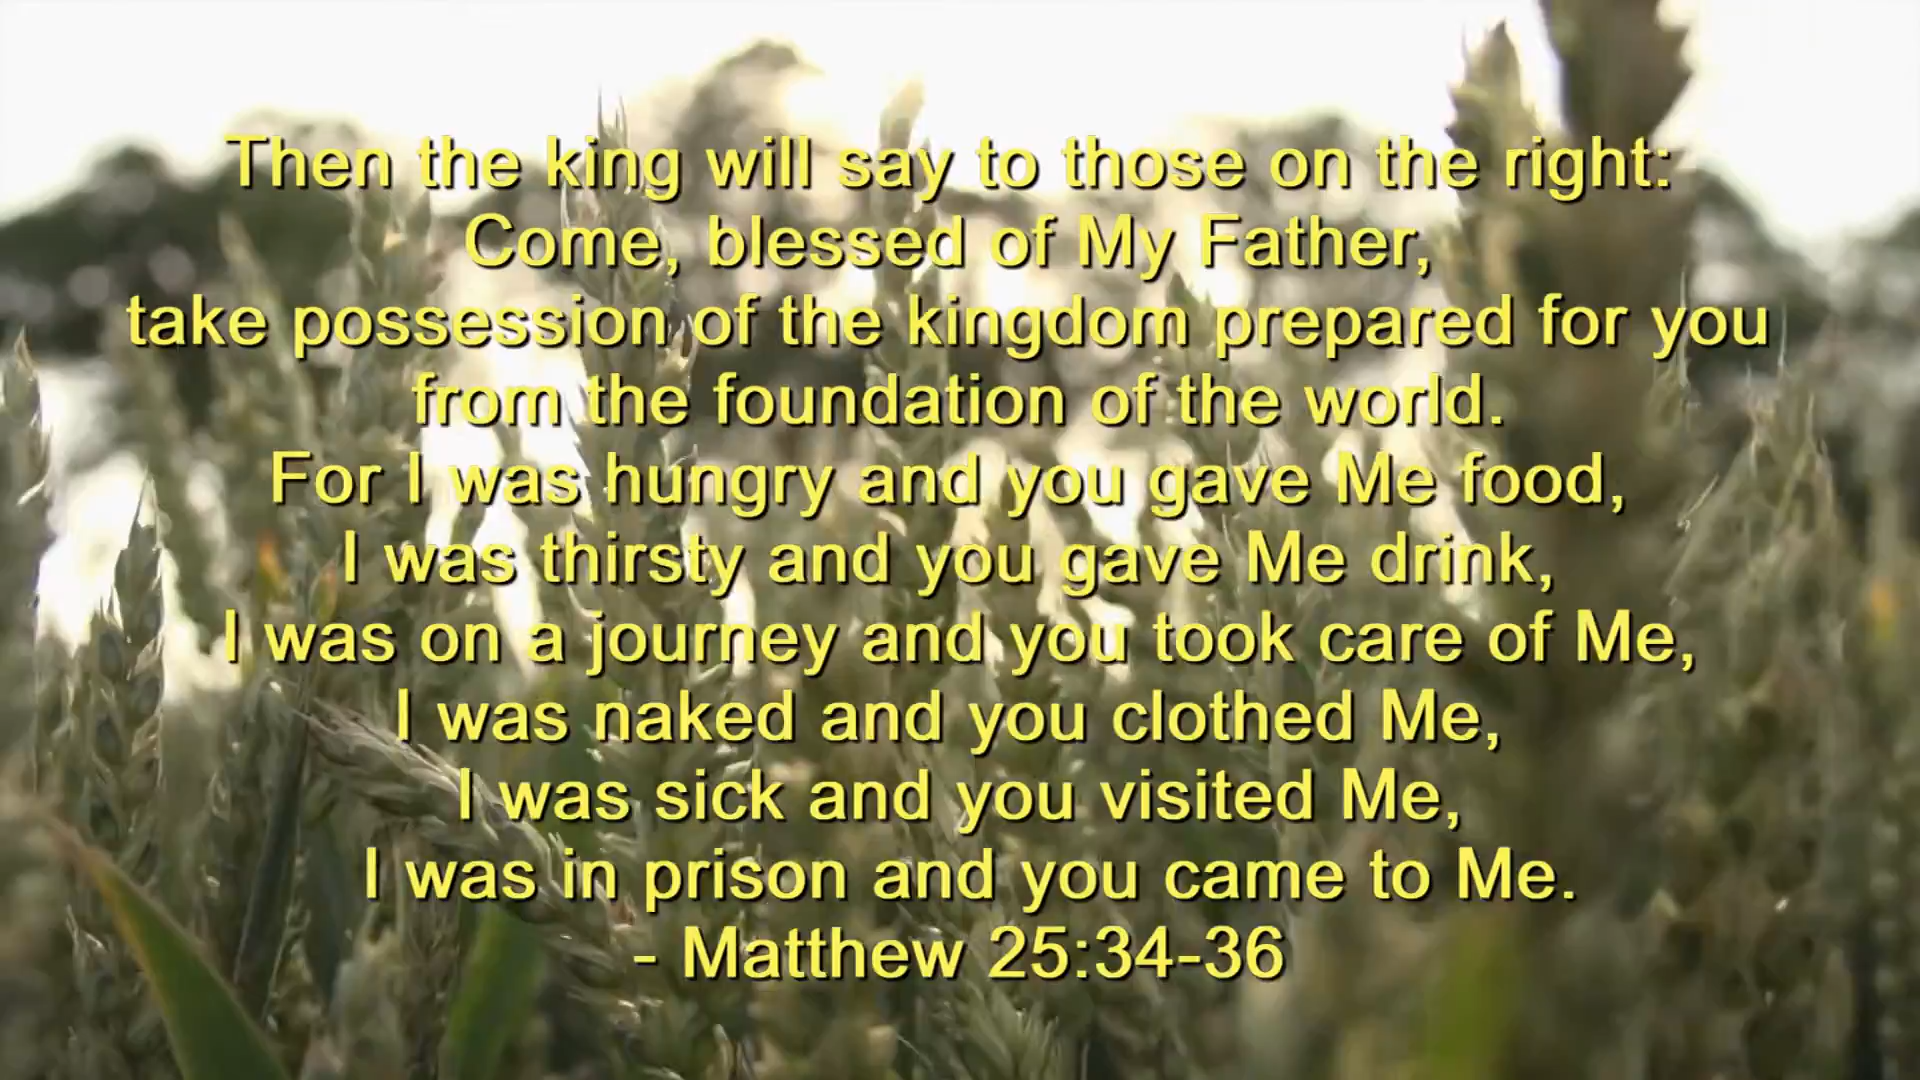 Then the king will say to those on the right:
Come, blessed of My Father,
take possession of the kingdom prepared for you
from the foundation of the world.
For I was hungry and you gave Me food,
I was thirsty and you gave Me drink,
I was on a journey and you took care of Me,
I was naked and you clothed Me,
I was sick and you visited Me,
I was in prison and you came to Me.
- Matthew 25:34-36